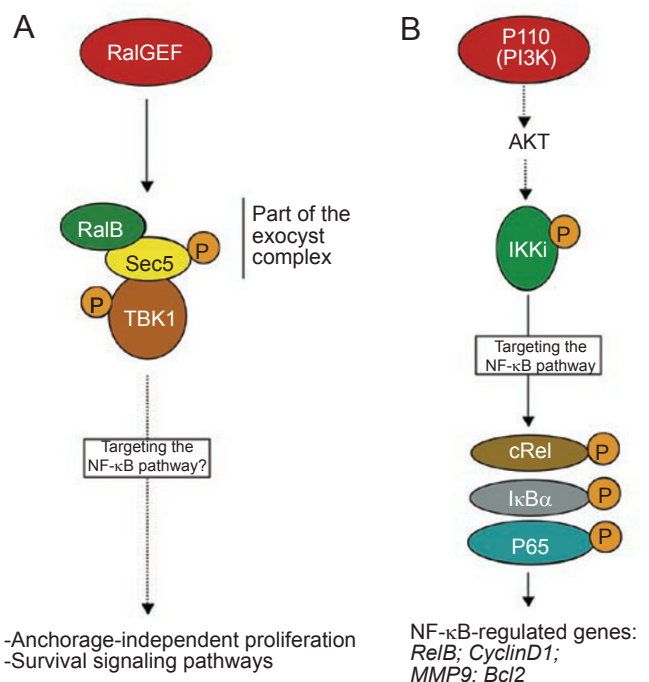 A
RalGEF
RalB
Sec5
P
P
TBK1
Part of the
exocyst
complex
Targeting the
NF-κB pathway?
-Anchorage-independent proliferation
-Survival signaling pathways
B
P110
(PI3K)
AKT
IKKi
P
Targeting the
NF-κB pathway
cRel
P
IκBα
P
P65
P
NF-κB-regulated genes:
RelB; CyclinD1;
MMP9; Bcl2